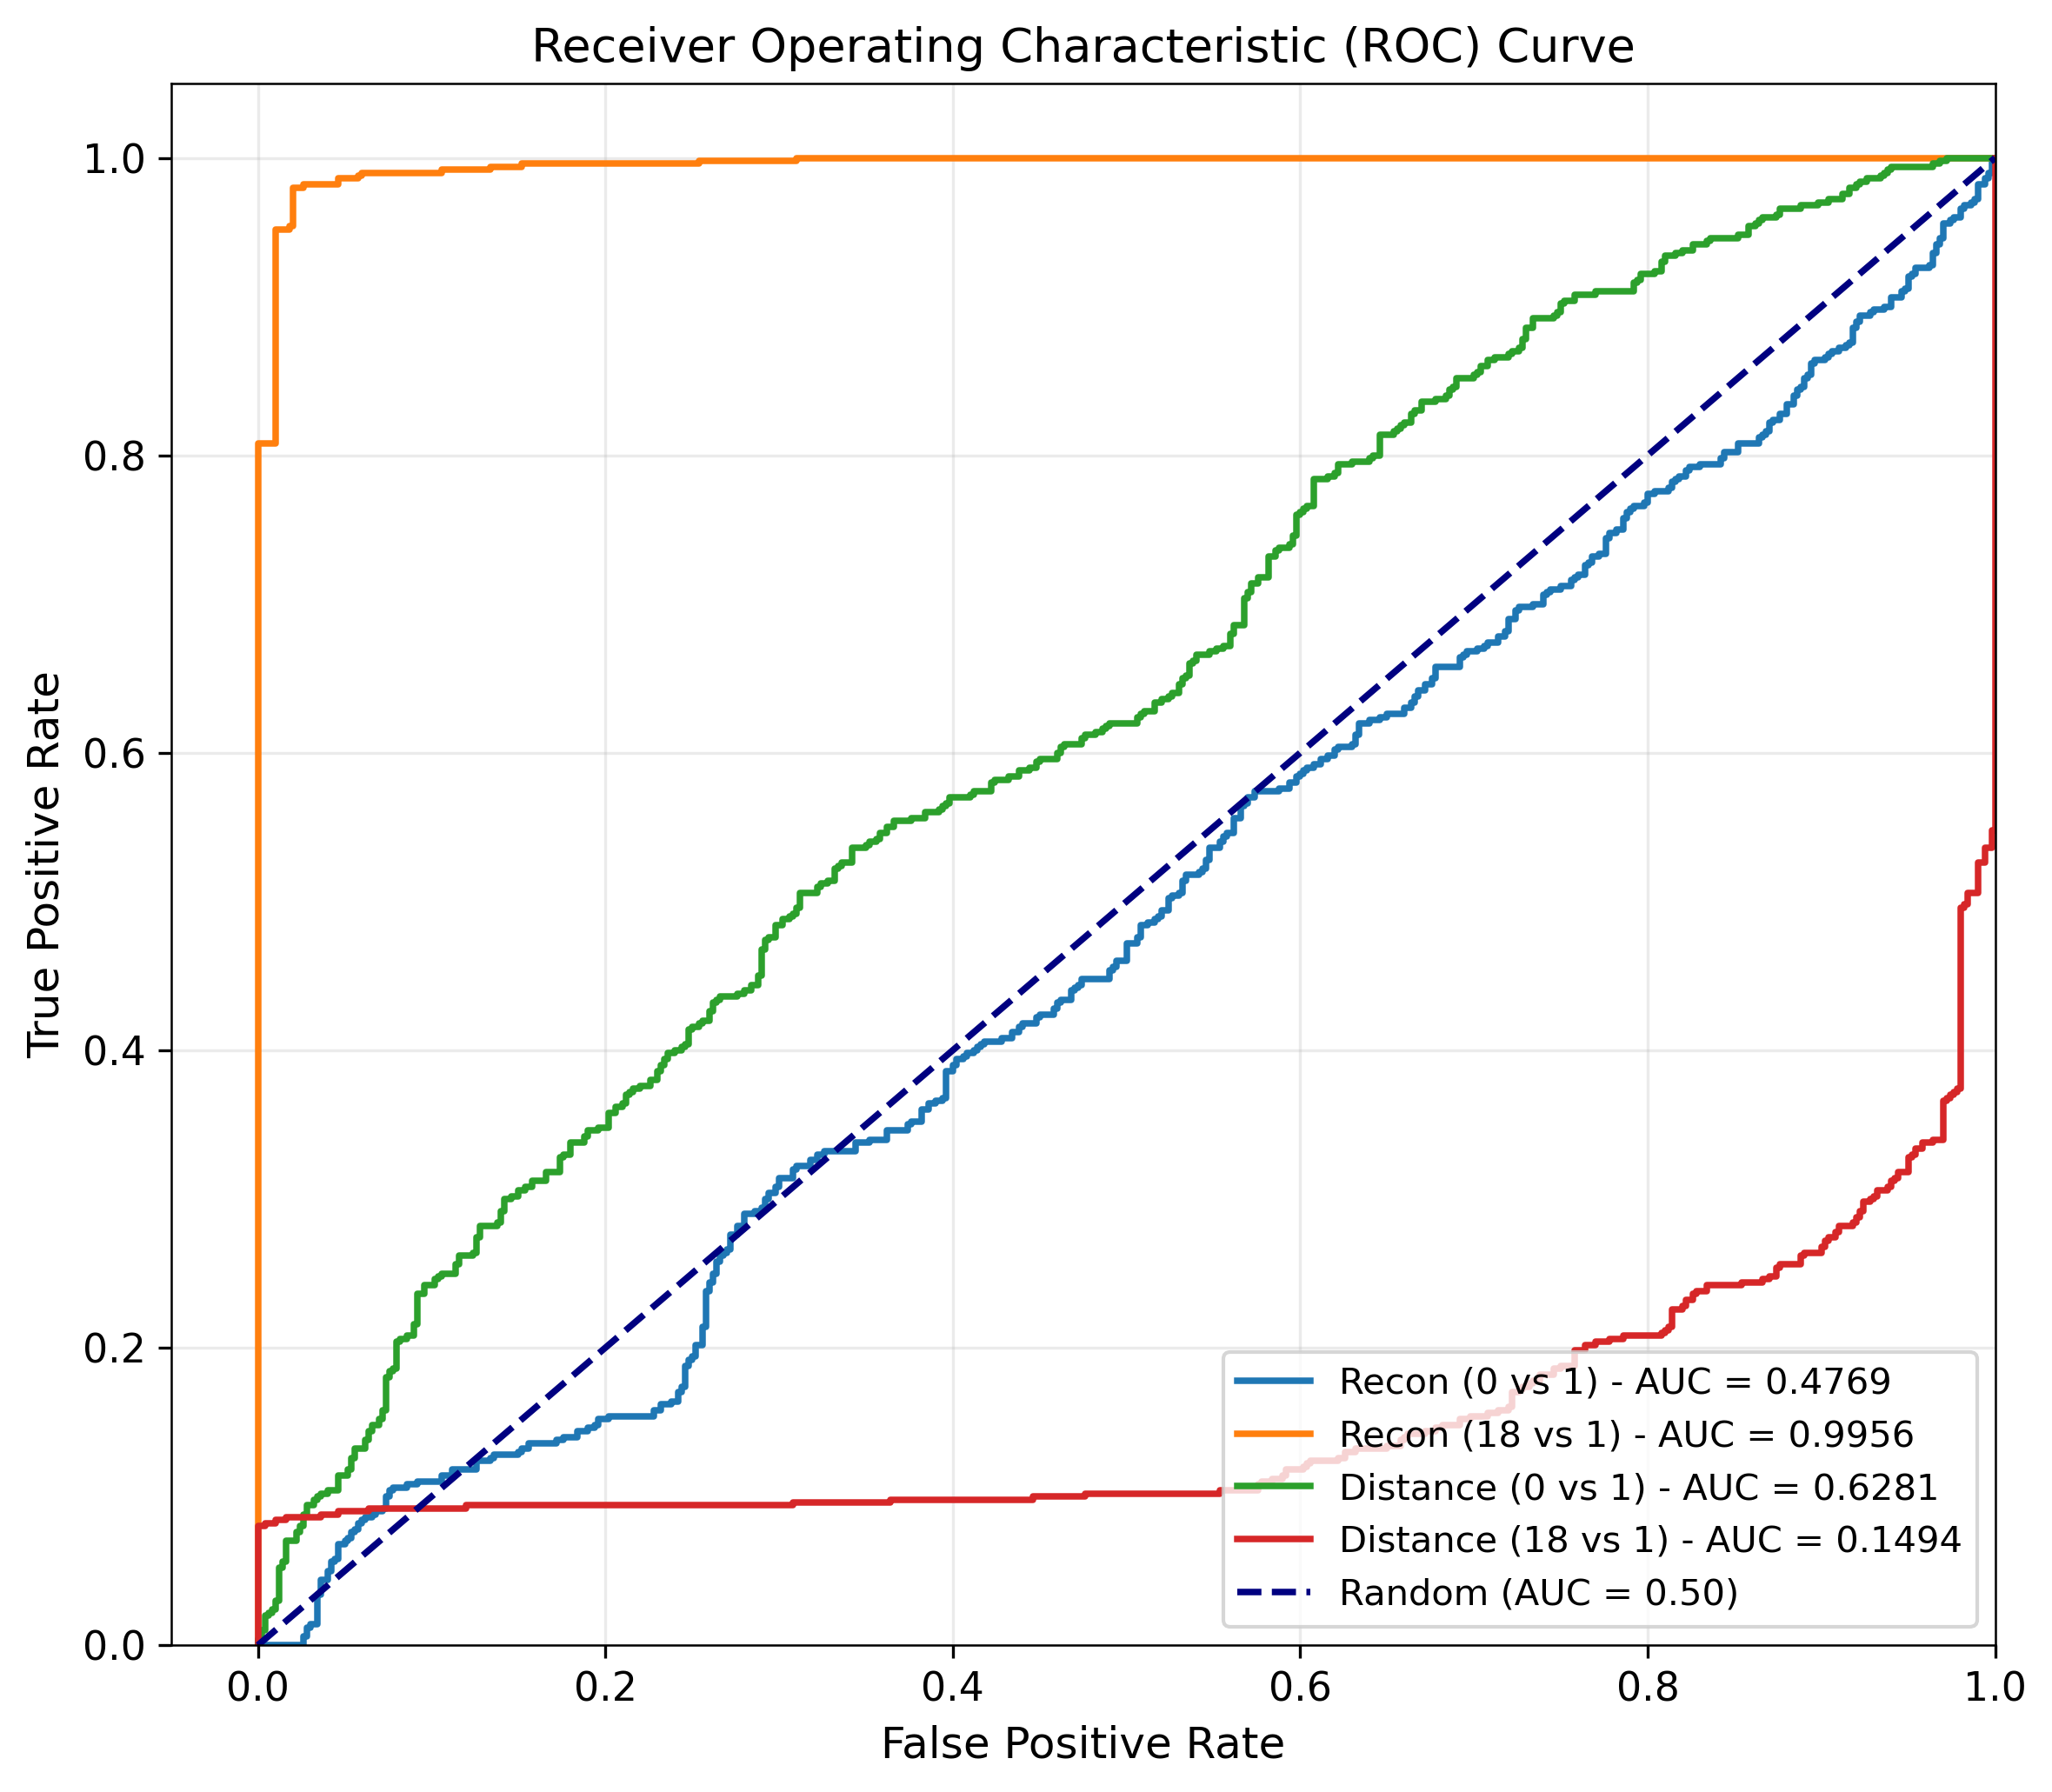 Receiver Operating Characteristic (ROC) Curve
True Positive Rate
1.0
0.8
0.6
0.4
0.2
0.0
Recon (0 vs 1) - AUC = 0.4769
Recon (18 vs 1) - AUC = 0.9956
Distance (0 vs 1) - AUC = 0.6281
Distance (18 vs 1) - AUC = 0.1494
Random (AUC = 0.50)
0.0 0.2 0.4 0.6 0.8 1.0
False Positive Rate